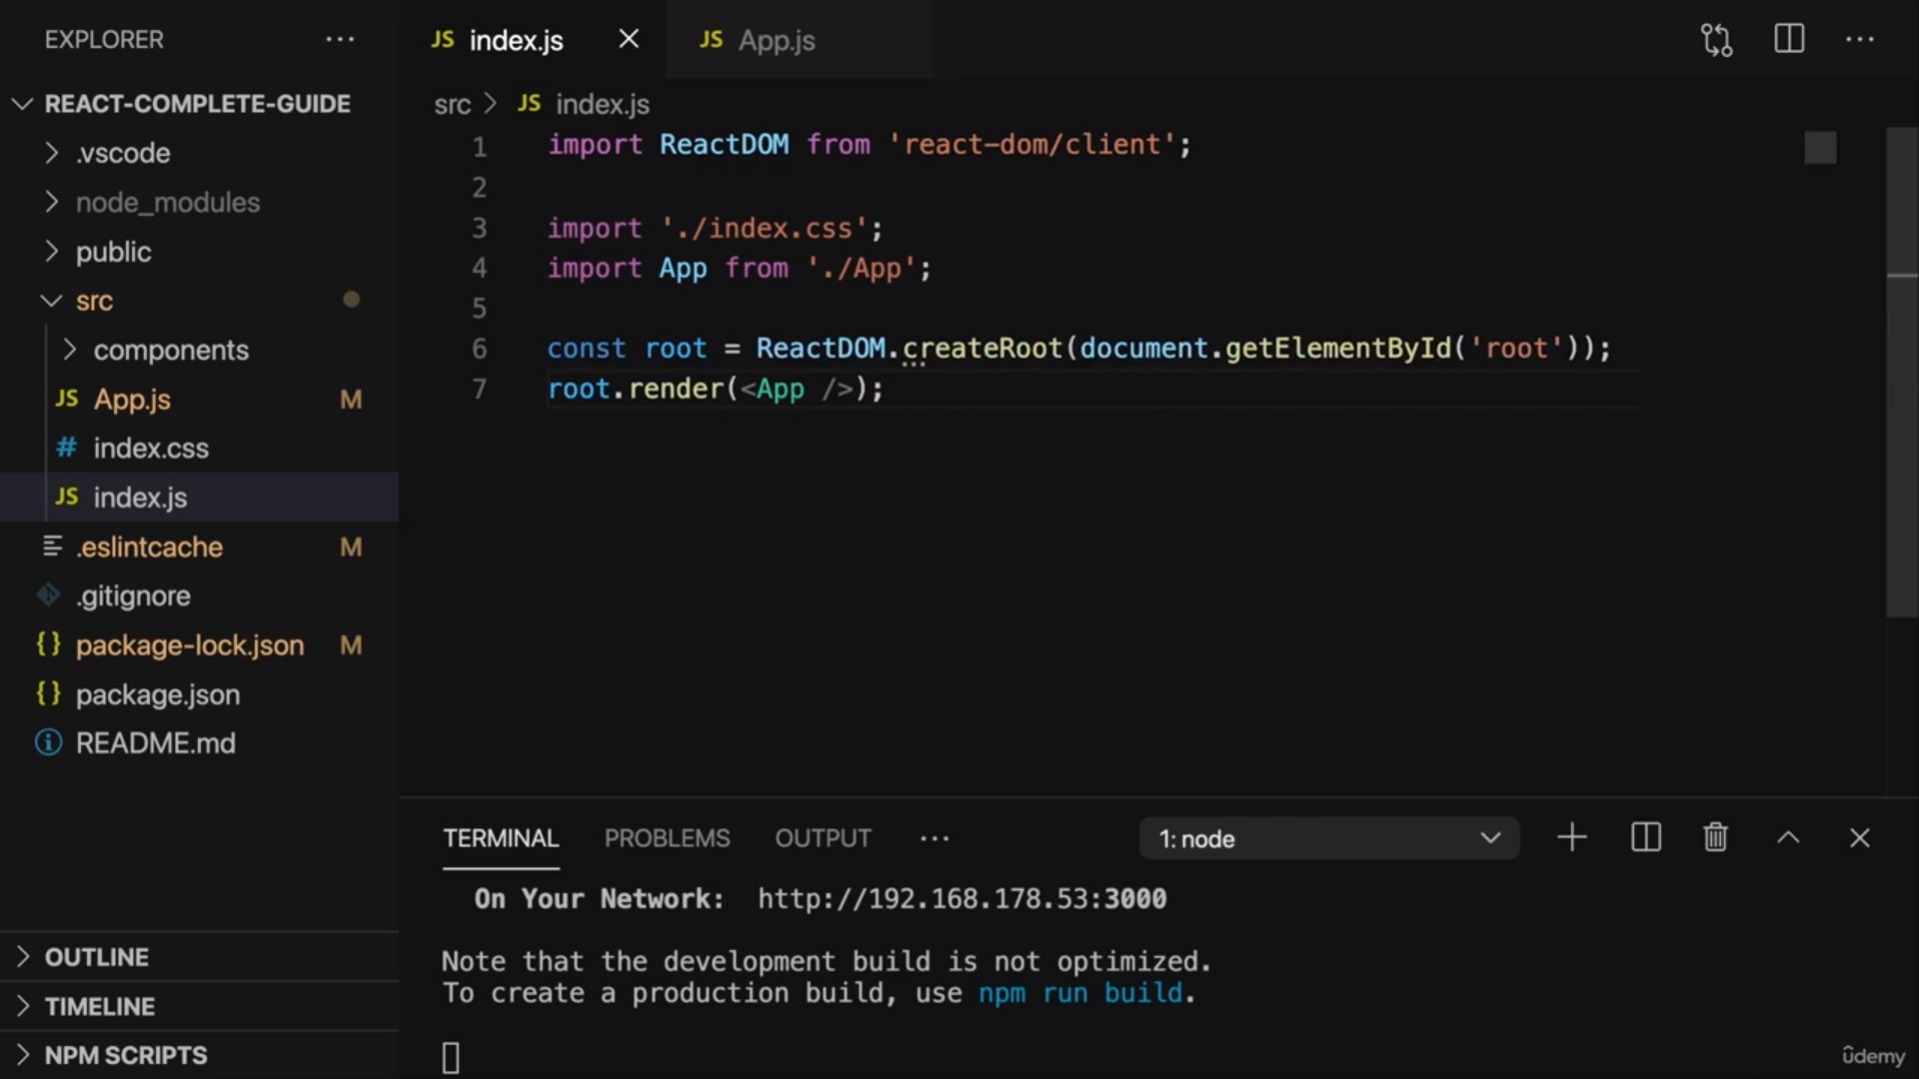 EXPLORER
REACT-COMPLETE-GUIDE
.vscode
node_modules
public
src
components
JS App.js M
# index.css
JS index.js
.eslintcache M
.gitignore
{} package-lock.json M
{} package.json
README.md
OUTLINE
TIMELINE
NPM SCRIPTS
JS index.js
JS App.js
src > JS index.js
1 import ReactDOM from 'react-dom/client';
2
3 import './index.css';
4 import App from './App';
5
6 const root = ReactDOM.createRoot(document.getElementById('root'));
7 root.render(<App />);
TERMINAL PROBLEMS OUTPUT ... 1: node
On Your Network: http://192.168.178.53:3000
Note that the development build is not optimized.
To create a production build, use npm run build.
ûdemy